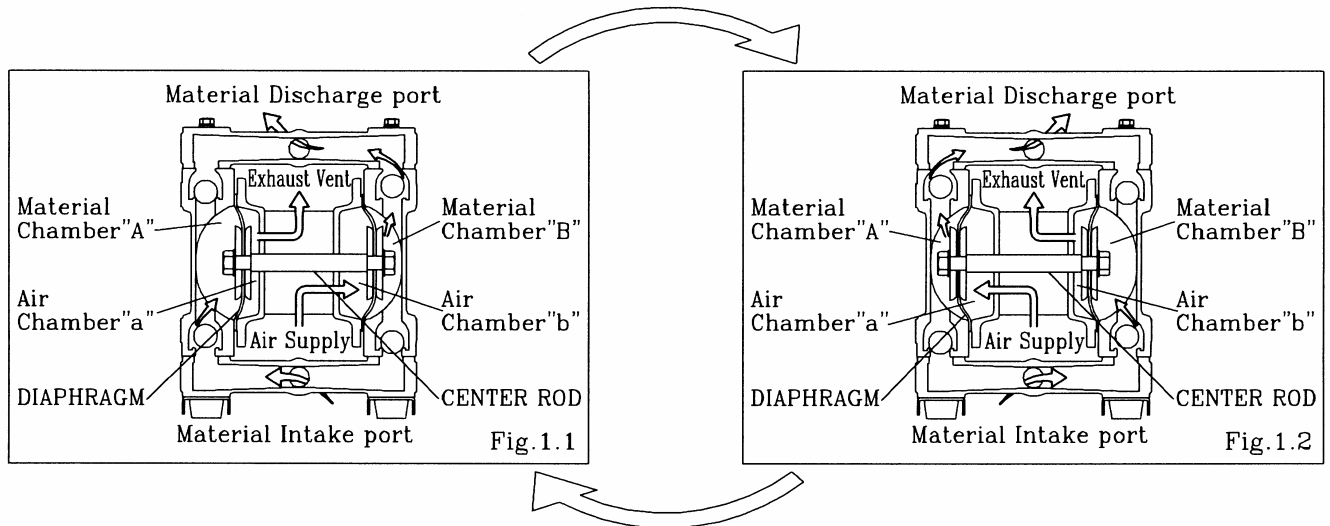 Material Discharge port
Exhaust Vent
Material
Chamber"A"
Material
Chamber"B"
Air
Chamber"a"
Air
Chamber"b"
Air Supply
DIAPHRAGM
CENTER ROD
Material Intake port
Fig.1.1
Material Discharge port
Exhaust Vent
Material
Chamber"A"
Material
Chamber"B"
Air
Chamber"a"
Air
Chamber"b"
Air Supply
DIAPHRAGM
CENTER ROD
Material Intake port
Fig.1.2